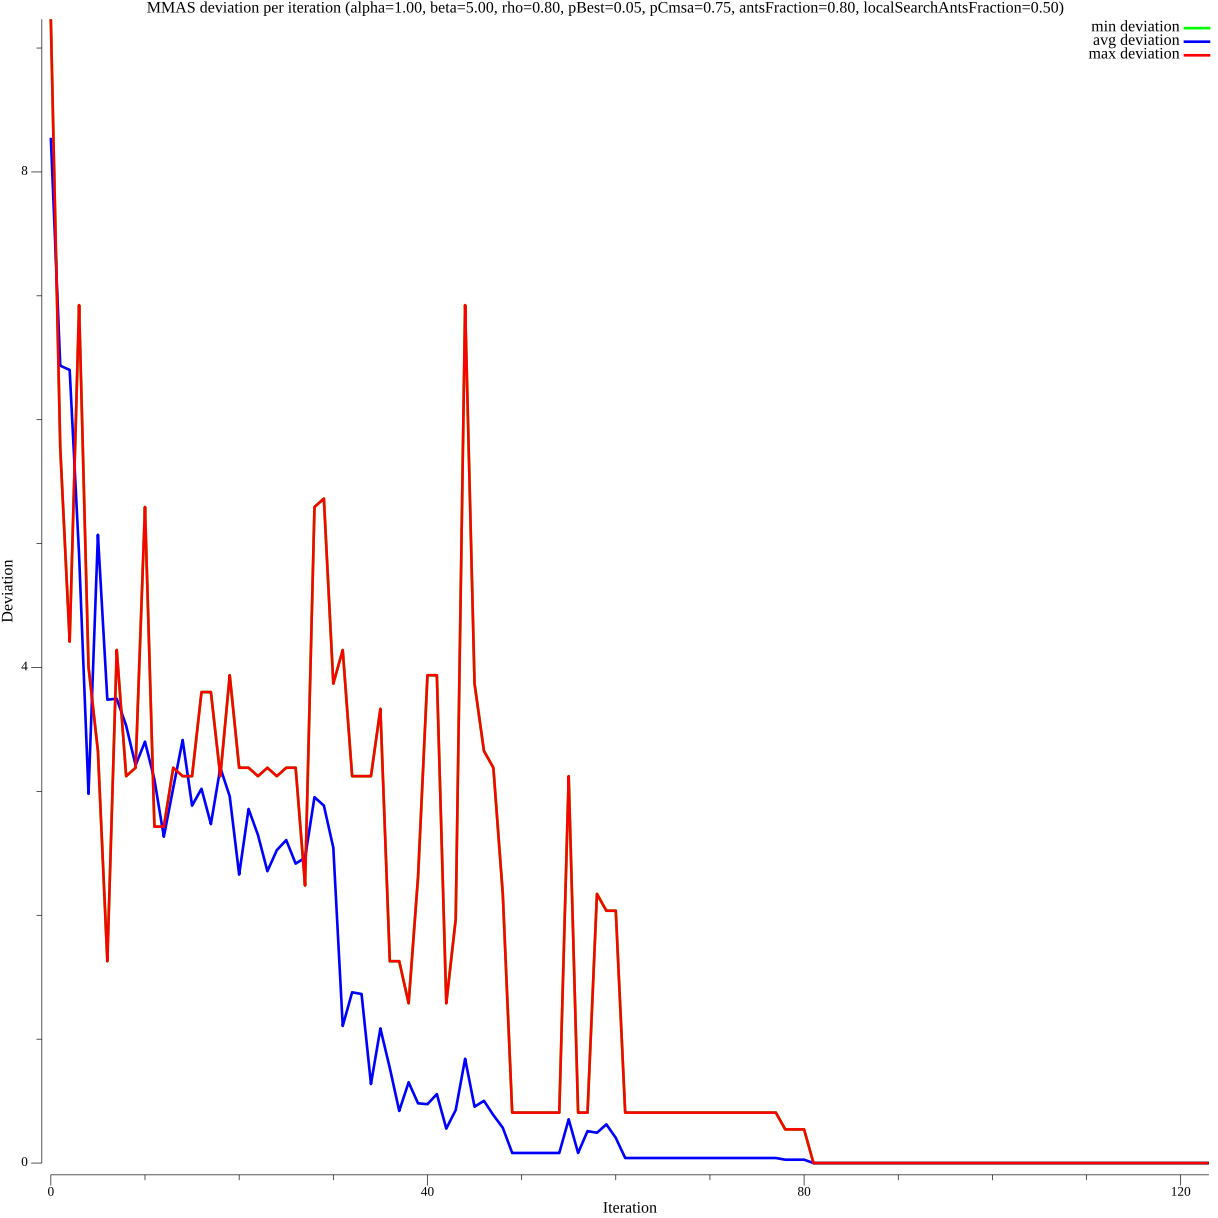 MMAS deviation per iteration (alpha=1.00, beta=5.00, rho=0.80, pBest=0.05, pCmsa=0.75, antsFraction=0.80, localSearchAntsFraction=0.50)
min deviation
avg deviation
max deviation
8
4
0
Deviation
0 40 80 120
Iteration